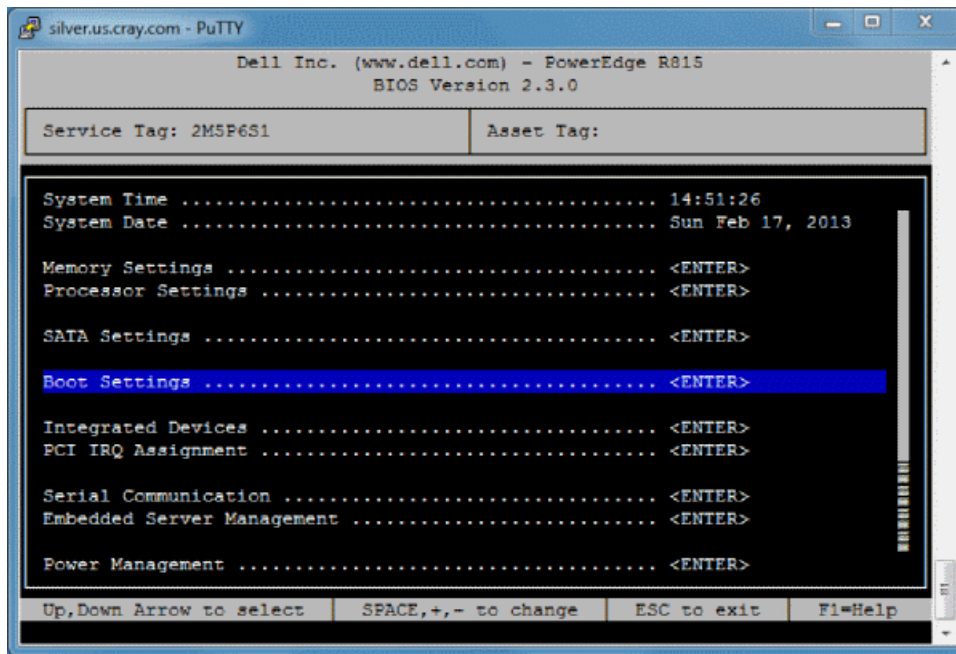 silver.us.cray.com - PuTTY
Dell Inc. (www.dell.com) - PowerEdge R815
BIOS Version 2.3.0
Service Tag: 2M5P6S1 Asset Tag:
System Time .......................................... 14:51:26
System Date .......................................... Sun Feb 17, 2013
Memory Settings ...................................... <ENTER>
Processor Settings ................................... <ENTER>
SATA Settings ........................................ <ENTER>
Boot Settings ........................................ <ENTER>
Integrated Devices ................................... <ENTER>
PCI IRQ Assignment ................................... <ENTER>
Serial Communication ................................. <ENTER>
Embedded Server Management ........................... <ENTER>
Power Management ..................................... <ENTER>
Up,Down Arrow to select SPACE,+,- to change ESC to exit F1=Help